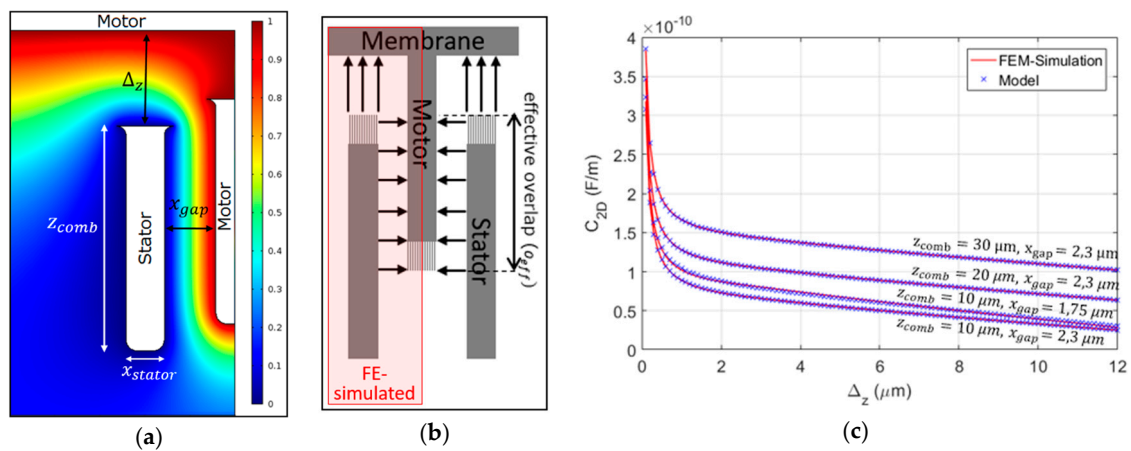 Motor
Δz
zcomb
Stator
xgap
Motor
xstator
1
0.9
0.8
0.7
0.6
0.5
0.4
0.3
0.2
0.1
0
(a)
Membrane
Motor
Stator
effective overlap (oeff)
FE-
simulated
(b)
×10-10
FEM-Simulation
Model
C2D (F/m)
4
3.5
3
2.5
2
1.5
1
0.5
0
zcomb = 30 μm, xgap = 2,3 μm
zcomb = 20 μm, xgap = 2,3 μm
zcomb = 10 μm, xgap = 1,75 μm
zcomb = 10 μm, xgap = 2,3 μm
0 2 4 6 8 10 12
Δz (μm)
(c)